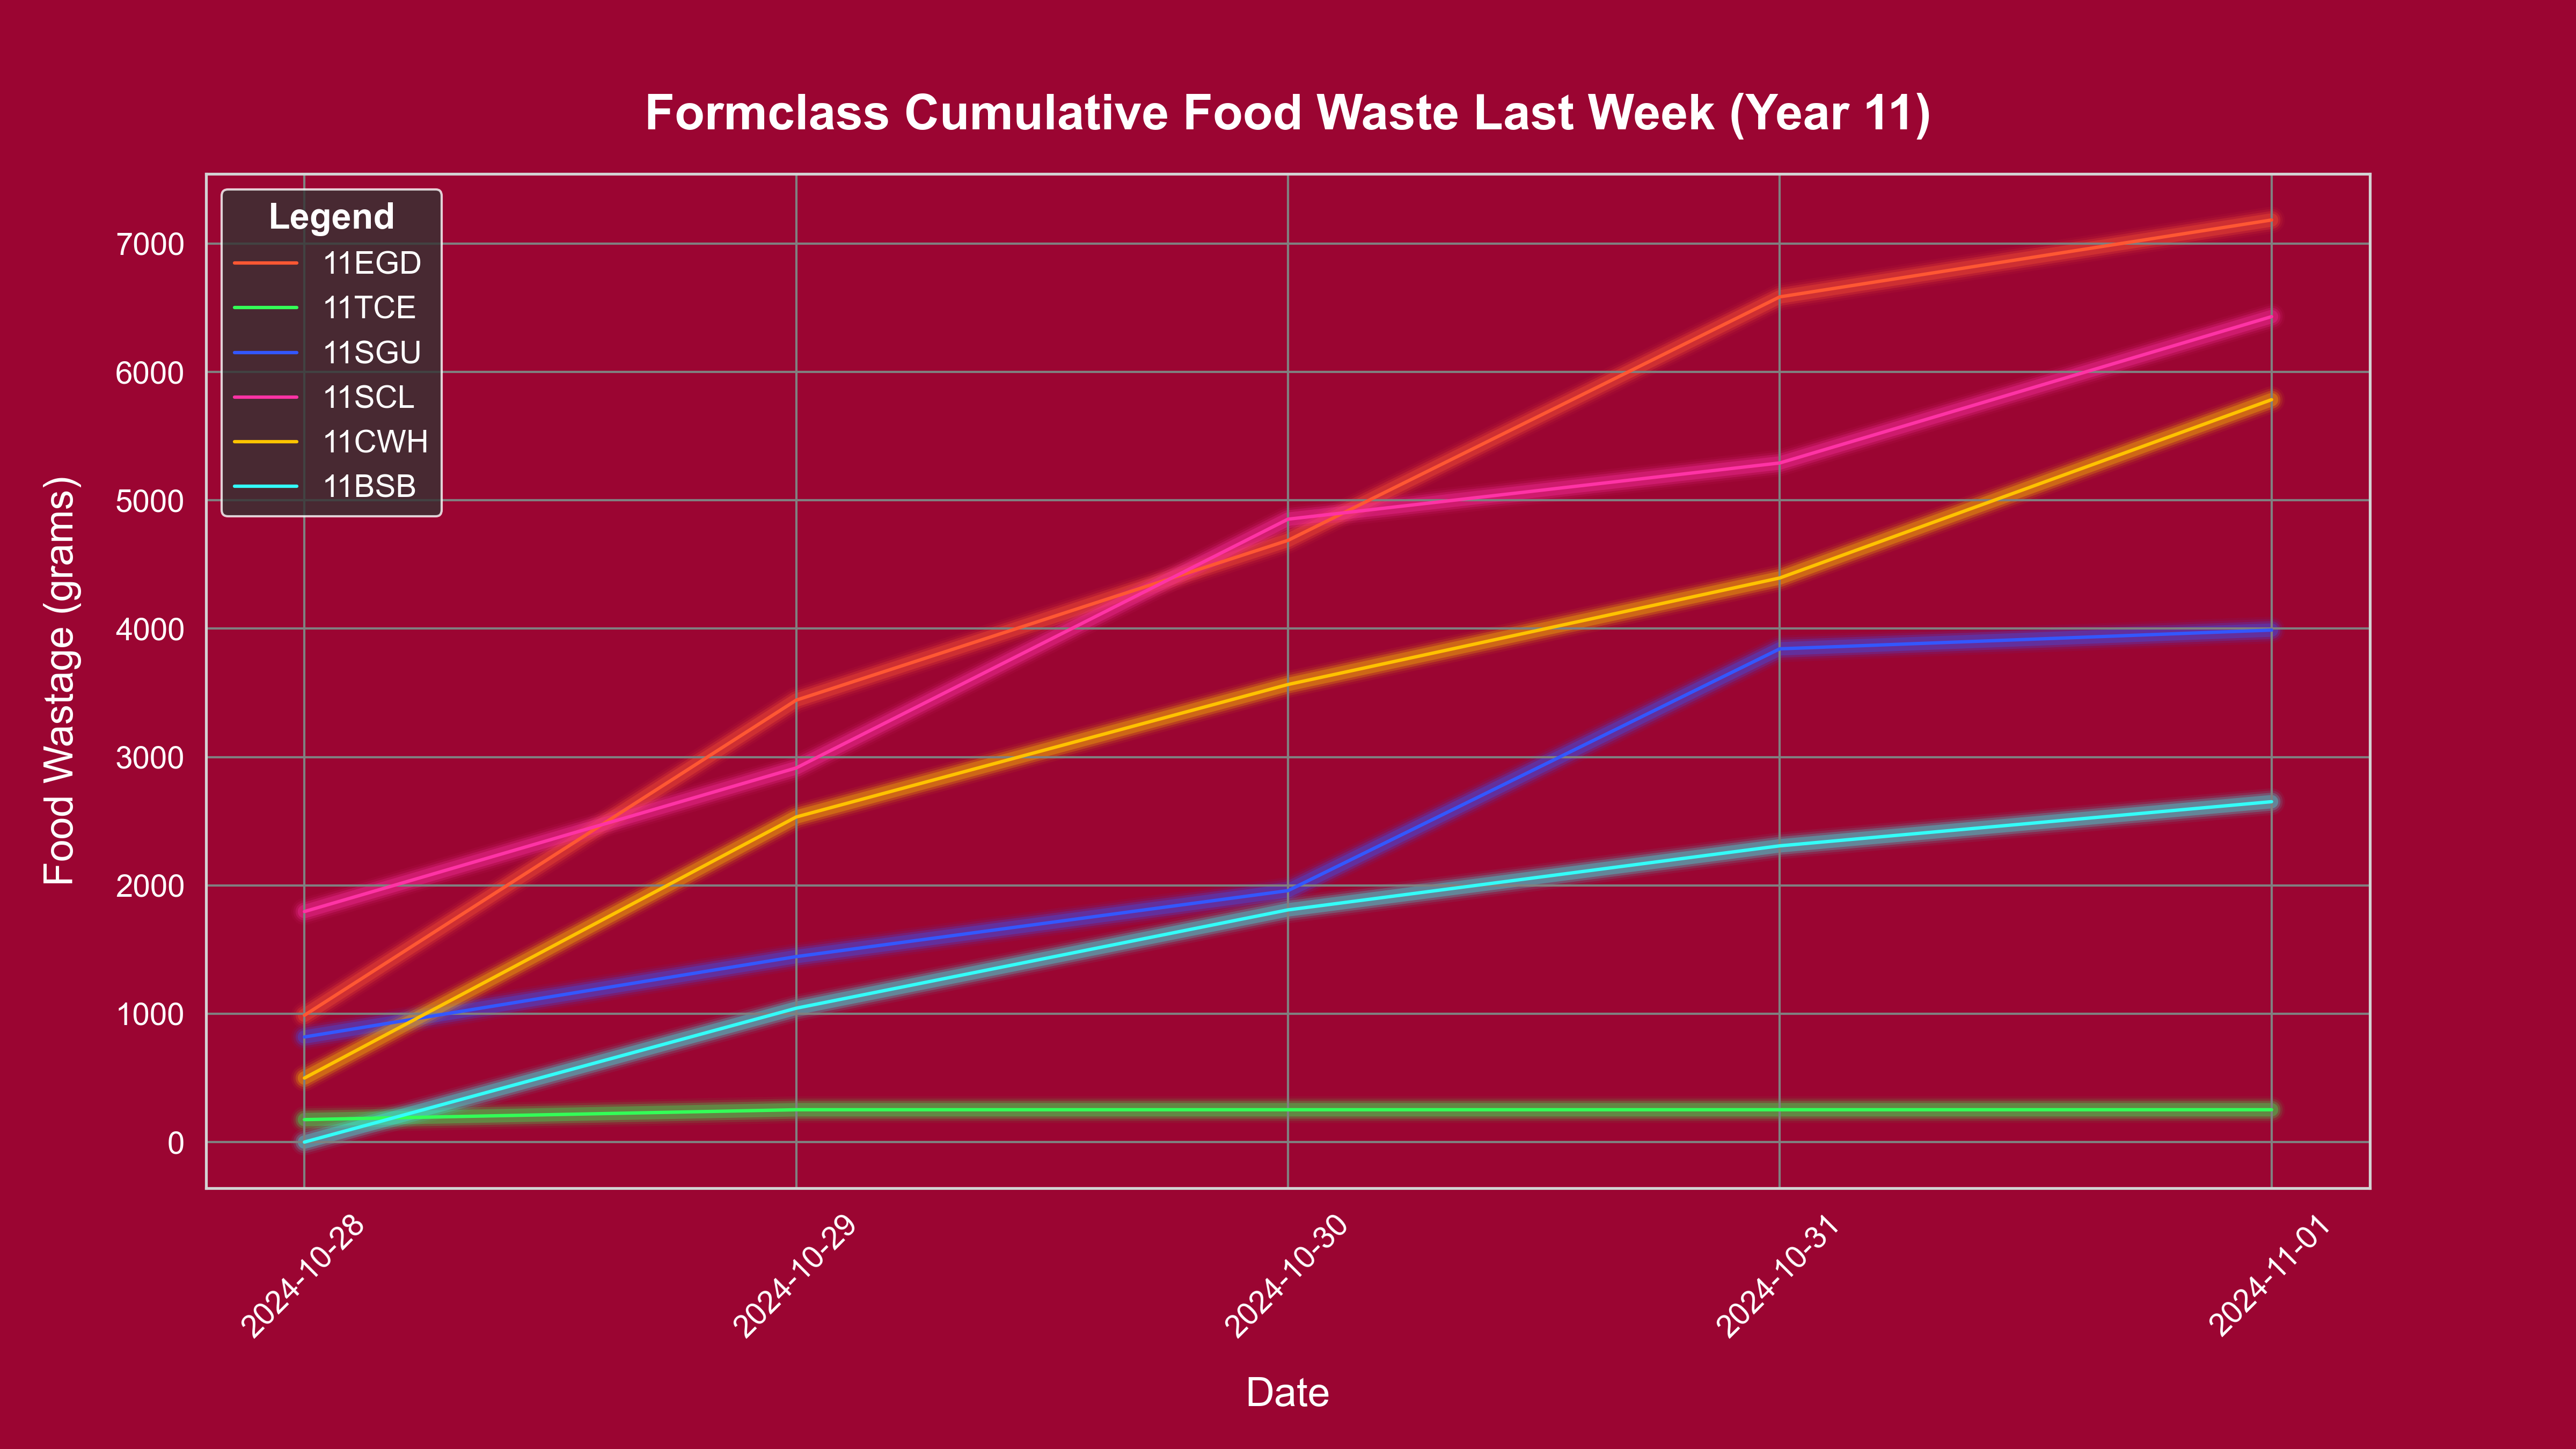 Formclass Cumulative Food Waste Last Week (Year 11)
Legend
11EGD
11TCE
11SGU
11SCL
11CWH
11BSB
Food Wastage (grams)
7000
6000
5000
4000
3000
2000
1000
0
2024-10-28
2024-10-29
2024-10-30
2024-10-31
2024-11-01
Date